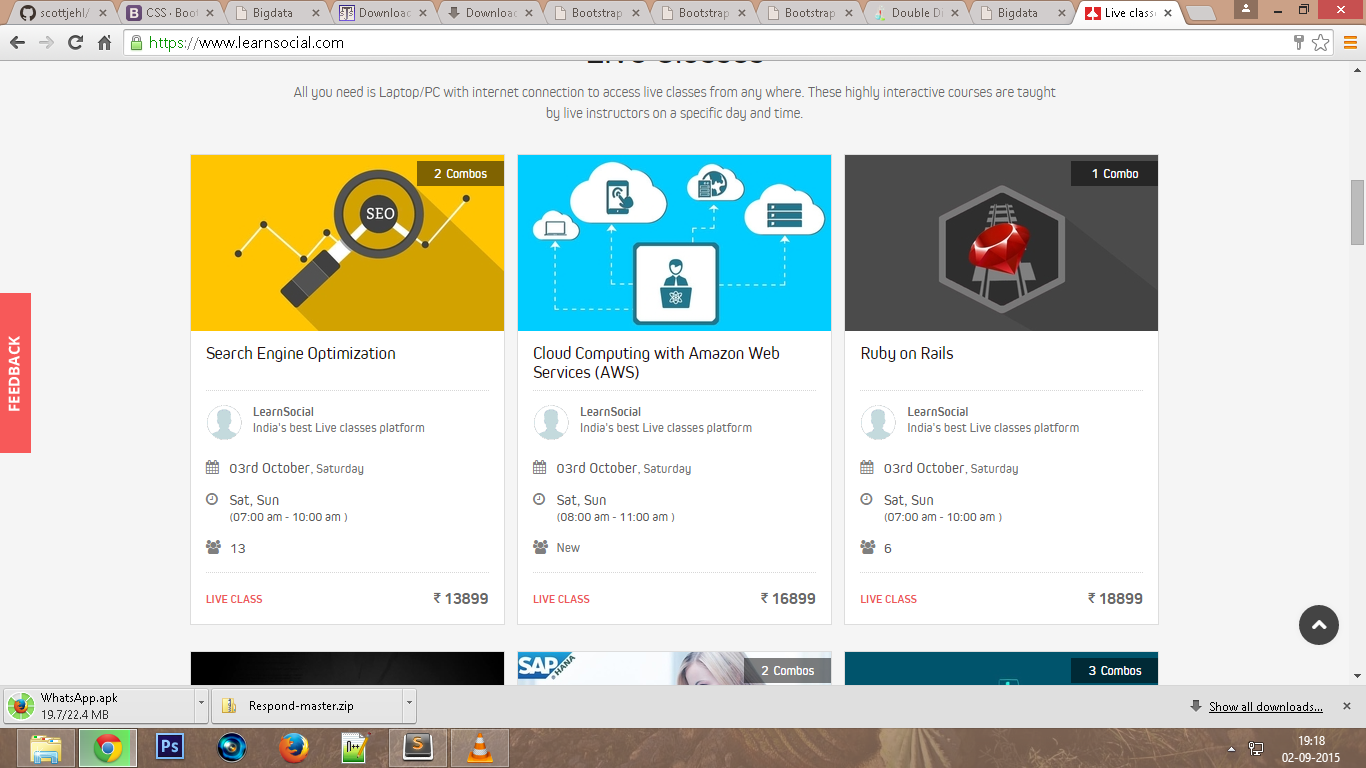 scottjehl/
CSS · Boot
Bigdata
Downloac
Downloac
Bootstrap
Bootstrap
Bootstrap
Double Di
Bigdata
Live class
https://www.learnsocial.com
Live Classes
All you need is Laptop/PC with internet connection to access live classes from any where. These highly interactive courses are taught
by live instructors on a specific day and time.
2 Combos
SEO
1 Combo
Search Engine Optimization
Cloud Computing with Amazon Web
Services (AWS)
Ruby on Rails
LearnSocial
India's best Live classes platform
LearnSocial
India's best Live classes platform
LearnSocial
India's best Live classes platform
03rd October, Saturday
03rd October, Saturday
03rd October, Saturday
Sat, Sun
(07:00 am - 10:00 am )
Sat, Sun
(08:00 am - 11:00 am )
Sat, Sun
(07:00 am - 10:00 am )
13
New
6
LIVE CLASS
₹ 13899
LIVE CLASS
₹ 16899
LIVE CLASS
₹ 18899
FEEDBACK
SAP HANA
2 Combos
3 Combos
WhatsApp.apk
19.7/22.4 MB
Respond-master.zip
Show all downloads...
Ps
N++
S
19:18
02-09-2015